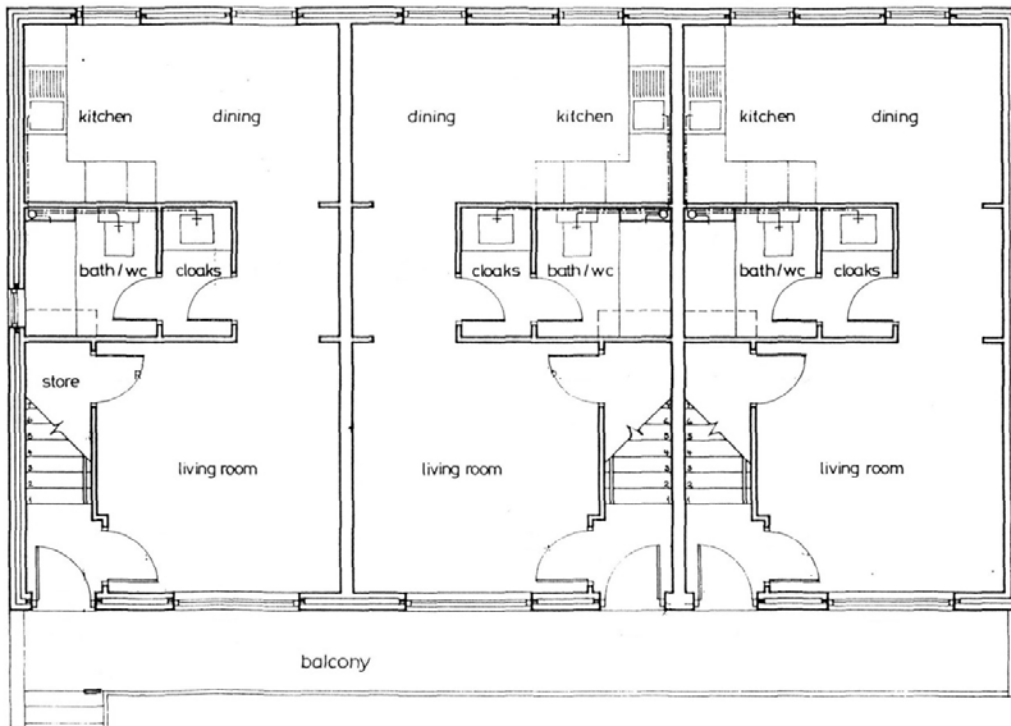 kitchen dining dining kitchen kitchen dining
bath/wc cloaks cloaks bath/wc bath/wc cloaks
store
living room living room living room
balcony